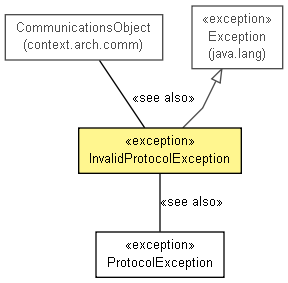 CommunicationsObject
(context.arch.comm)
«exception»
Exception
(java.lang)
«see also»
«exception»
InvalidProtocolException
«see also»
«exception»
ProtocolException